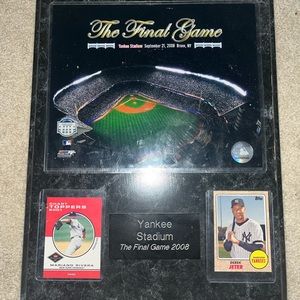 The Final Game
Yankee Stadium September 21, 2008 Bronx, NY
TOPPERS
MARIANO RIVERA
Yankee
Stadium
The Final Game 2008
Topps
DEREK
JETER
YANKEES